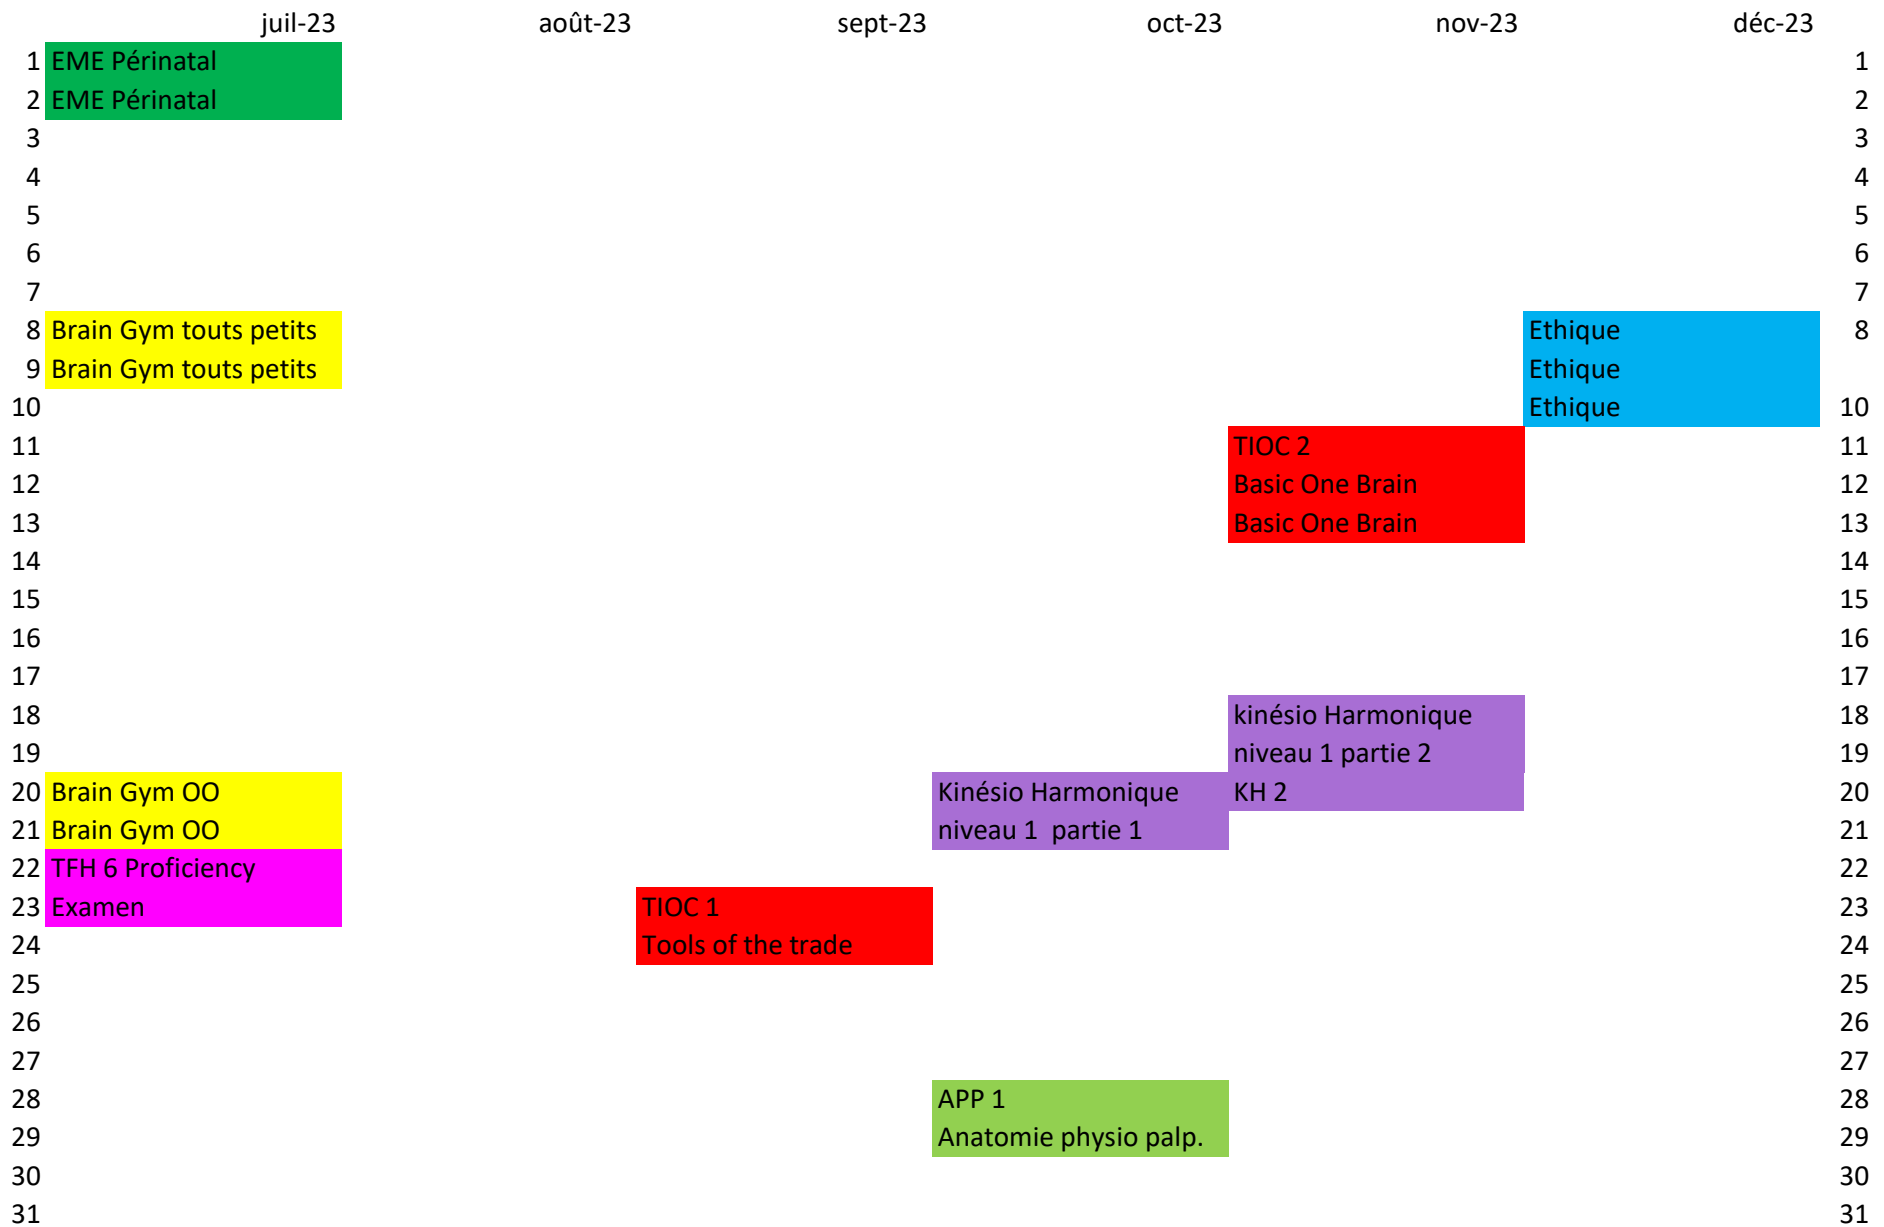 juil-23 août-23 sept-23 oct-23 nov-23 déc-23
1 EME Périnatal 1
2 EME Périnatal 2
3 3
4 4
5 5
6 6
7 7
8 Brain Gym touts petits Ethique 8
9 Brain Gym touts petits Ethique
10 Ethique 10
11 TIOC 2 11
12 Basic One Brain 12
13 Basic One Brain 13
14 14
15 15
16 16
17 17
18 kinésio Harmonique 18
19 niveau 1 partie 2 19
20 Brain Gym OO Kinésio Harmonique KH 2 20
21 Brain Gym OO niveau 1 partie 1 21
22 TFH 6 Proficiency 22
23 Examen TIOC 1 23
24 Tools of the trade 24
25 25
26 26
27 27
28 APP 1 28
29 Anatomie physio palp. 29
30 30
31 31